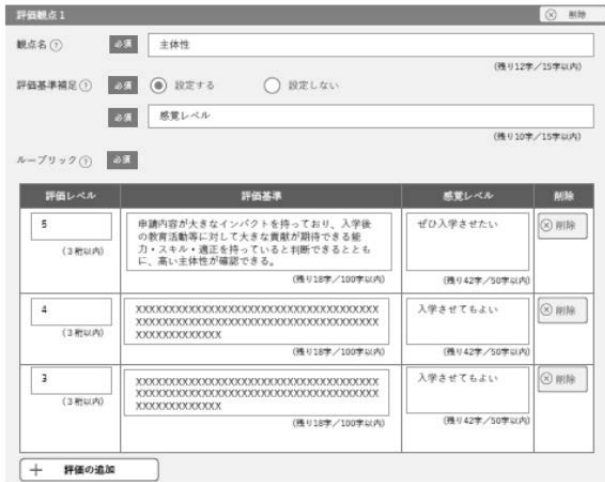 評価観点1 ⊗ 削除
観点名 ? 必須 主体性
(残り12字/15字以内)
評価基準補足 ? 必須 設定する 設定しない
必須 感覚レベル
(残り10字/15字以内)
ルーブリック ? 必須
評価レベル 評価基準 感覚レベル 削除
5 申請内容が大きなインパクトを持っており、入学後 ぜひ入学させたい ⊗ 削除
の教育活動等に対して大きな貢献が期待できる能
(3桁以内) 力・スキル・適正を持っていると判断できるととも
に、高い主体性が確認できる。
(残り18字/100字以内) (残り42字/50字以内)
4 XXXXXXXXXXXXXXXXXXXXXXXXXXXXXXXXXXXXX 入学させてもよい ⊗ 削除
XXXXXXXXXXXXXXXXXXXXXXXXXXXXXXXXXXXXX
(3桁以内) XXXXXXXXXXXXX
(残り18字/100字以内) (残り42字/50字以内)
3 XXXXXXXXXXXXXXXXXXXXXXXXXXXXXXXXXXXXX 入学させてもよい ⊗ 削除
XXXXXXXXXXXXXXXXXXXXXXXXXXXXXXXXXXXXX
(3桁以内) XXXXXXXXXXXXX
(残り18字/100字以内) (残り42字/50字以内)
+ 評価の追加